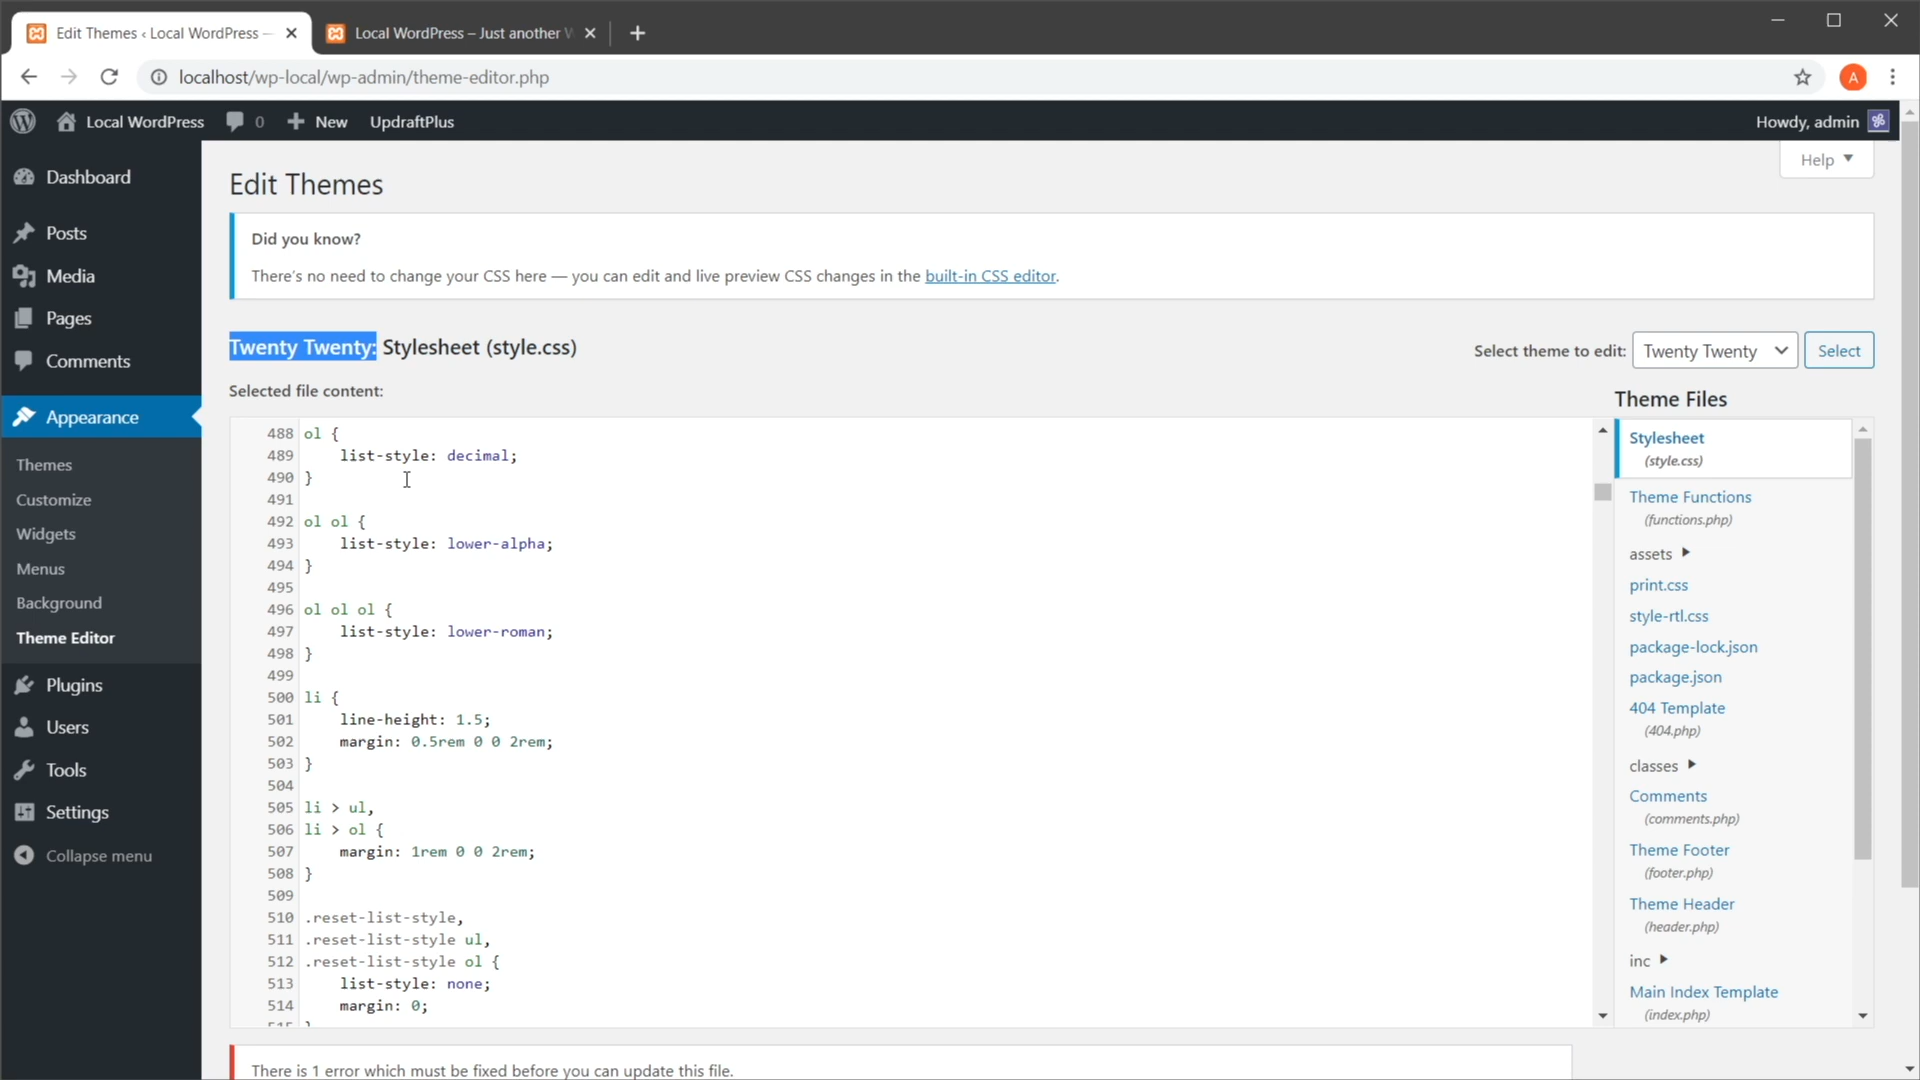 Edit Themes ‹ Local WordPress —
Local WordPress – Just another W
localhost/wp-local/wp-admin/theme-editor.php
A
Local WordPress
0
New
UpdraftPlus
Howdy, admin
Help
Dashboard
Posts
Media
Pages
Comments
Appearance
Themes
Customize
Widgets
Menus
Background
Theme Editor
Plugins
Users
Tools
Settings
Collapse menu
Edit Themes
Did you know?
There's no need to change your CSS here — you can edit and live preview CSS changes in the built-in CSS editor.
Twenty Twenty: Stylesheet (style.css)
Select theme to edit: Twenty Twenty Select
Selected file content:
488 ol {
489 list-style: decimal;
490 }
491
492 ol ol {
493 list-style: lower-alpha;
494 }
495
496 ol ol ol {
497 list-style: lower-roman;
498 }
499
500 li {
501 line-height: 1.5;
502 margin: 0.5rem 0 0 2rem;
503 }
504
505 li > ul,
506 li > ol {
507 margin: 1rem 0 0 2rem;
508 }
509
510 .reset-list-style,
511 .reset-list-style ul,
512 .reset-list-style ol {
513 list-style: none;
514 margin: 0;
515 }
Theme Files
Stylesheet
(style.css)
Theme Functions
(functions.php)
assets
print.css
style-rtl.css
package-lock.json
package.json
404 Template
(404.php)
classes
Comments
(comments.php)
Theme Footer
(footer.php)
Theme Header
(header.php)
inc
Main Index Template
(index.php)
There is 1 error which must be fixed before you can update this file.